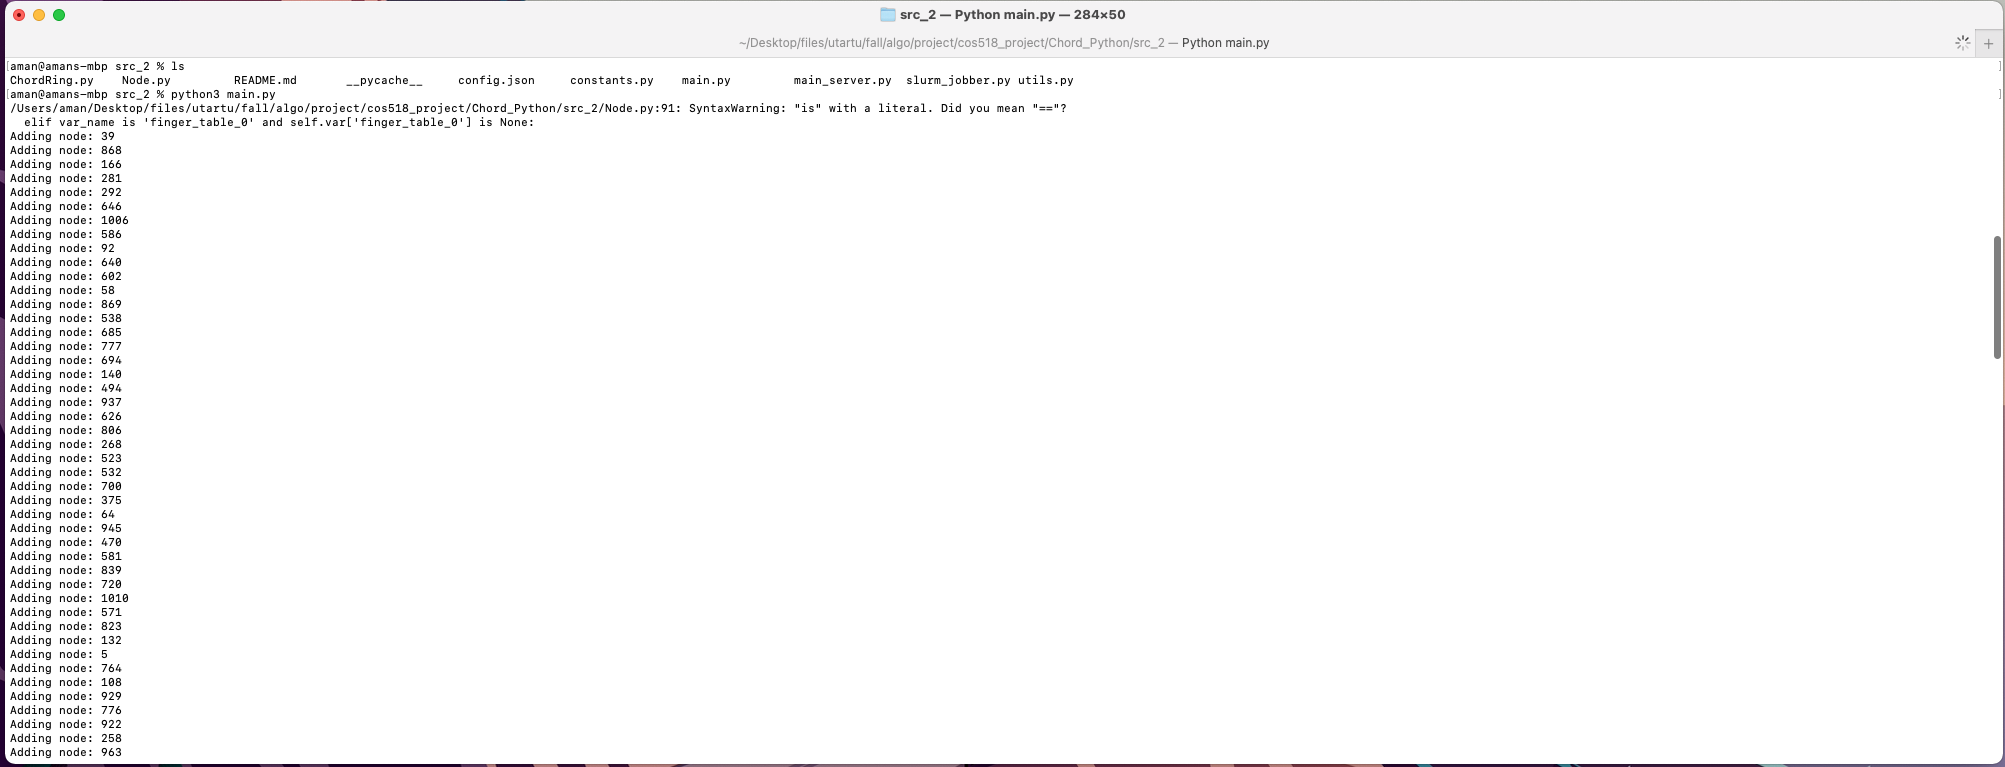 src_2 — Python main.py — 284×50
~/Desktop/files/utartu/fall/algo/project/cos518_project/Chord_Python/src_2 — Python main.py
[aman@amans-mbp src_2 % ls ]
ChordRing.py Node.py README.md __pycache__ config.json constants.py main.py main_server.py slurm_jobber.py utils.py
[aman@amans-mbp src_2 % python3 main.py ]
/Users/aman/Desktop/files/utartu/fall/algo/project/cos518_project/Chord_Python/src_2/Node.py:91: SyntaxWarning: "is" with a literal. Did you mean "=="?
elif var_name is 'finger_table_0' and self.var['finger_table_0'] is None:
Adding node: 39
Adding node: 868
Adding node: 166
Adding node: 281
Adding node: 292
Adding node: 646
Adding node: 1006
Adding node: 586
Adding node: 92
Adding node: 640
Adding node: 602
Adding node: 58
Adding node: 869
Adding node: 538
Adding node: 685
Adding node: 777
Adding node: 694
Adding node: 140
Adding node: 494
Adding node: 937
Adding node: 626
Adding node: 806
Adding node: 268
Adding node: 523
Adding node: 532
Adding node: 700
Adding node: 375
Adding node: 64
Adding node: 945
Adding node: 470
Adding node: 581
Adding node: 839
Adding node: 720
Adding node: 1010
Adding node: 571
Adding node: 823
Adding node: 132
Adding node: 5
Adding node: 764
Adding node: 108
Adding node: 929
Adding node: 776
Adding node: 922
Adding node: 258
Adding node: 963